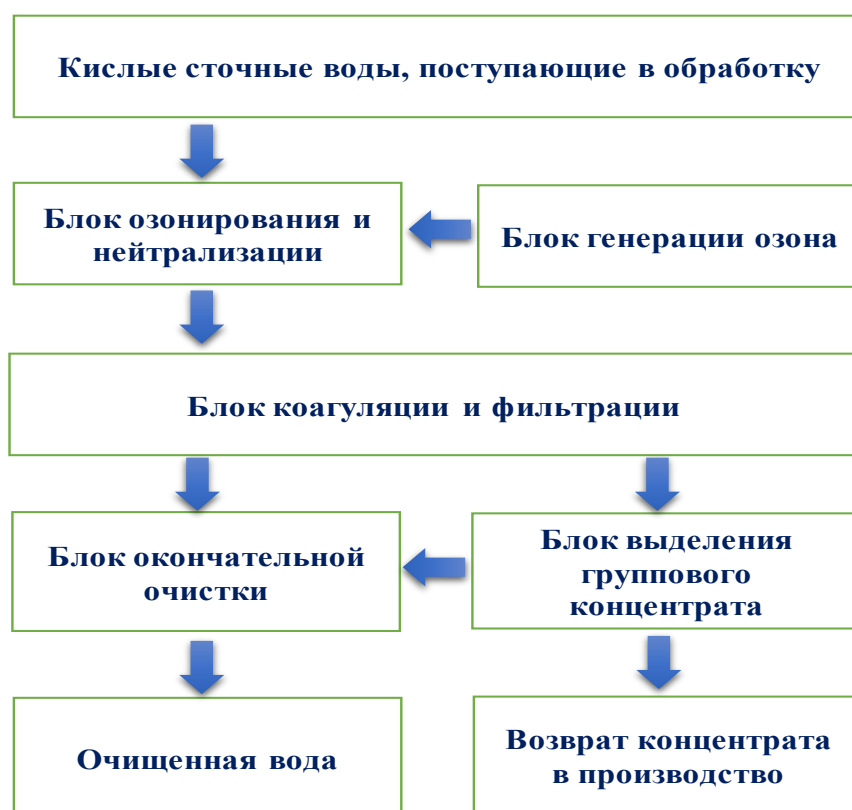 Кислые сточные воды, поступающие в обработку
Блок озонирования и
нейтрализации
Блок генерации озона
Блок коагуляции и фильтрации
Блок окончательной
очистки
Блок выделения
группового
концентрата
Очищенная вода
Возврат концентрата
в производство